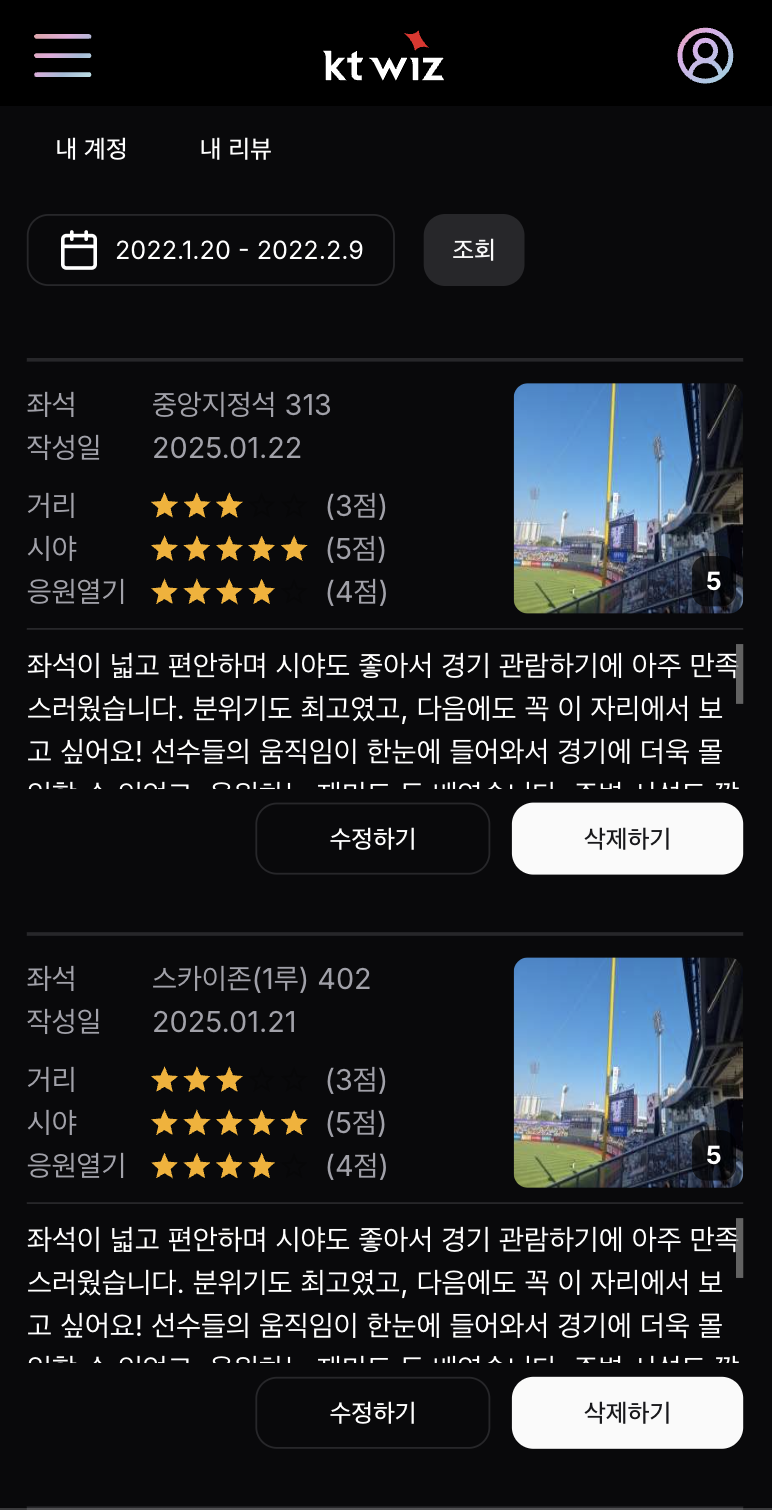 kt wiz
내 계정 내 리뷰
2022.1.20 - 2022.2.9 조회
좌석 중앙지정석 313
작성일 2025.01.22
거리 (3점)
시야 (5점)
응원열기 (4점)
5
좌석이 넓고 편안하며 시야도 좋아서 경기 관람하기에 아주 만족
스러웠습니다. 분위기도 최고였고, 다음에도 꼭 이 자리에서 보
고 싶어요! 선수들의 움직임이 한눈에 들어와서 경기에 더욱 몰
수정하기 삭제하기
좌석 스카이존(1루) 402
작성일 2025.01.21
거리 (3점)
시야 (5점)
응원열기 (4점)
5
좌석이 넓고 편안하며 시야도 좋아서 경기 관람하기에 아주 만족
스러웠습니다. 분위기도 최고였고, 다음에도 꼭 이 자리에서 보
고 싶어요! 선수들의 움직임이 한눈에 들어와서 경기에 더욱 몰
수정하기 삭제하기